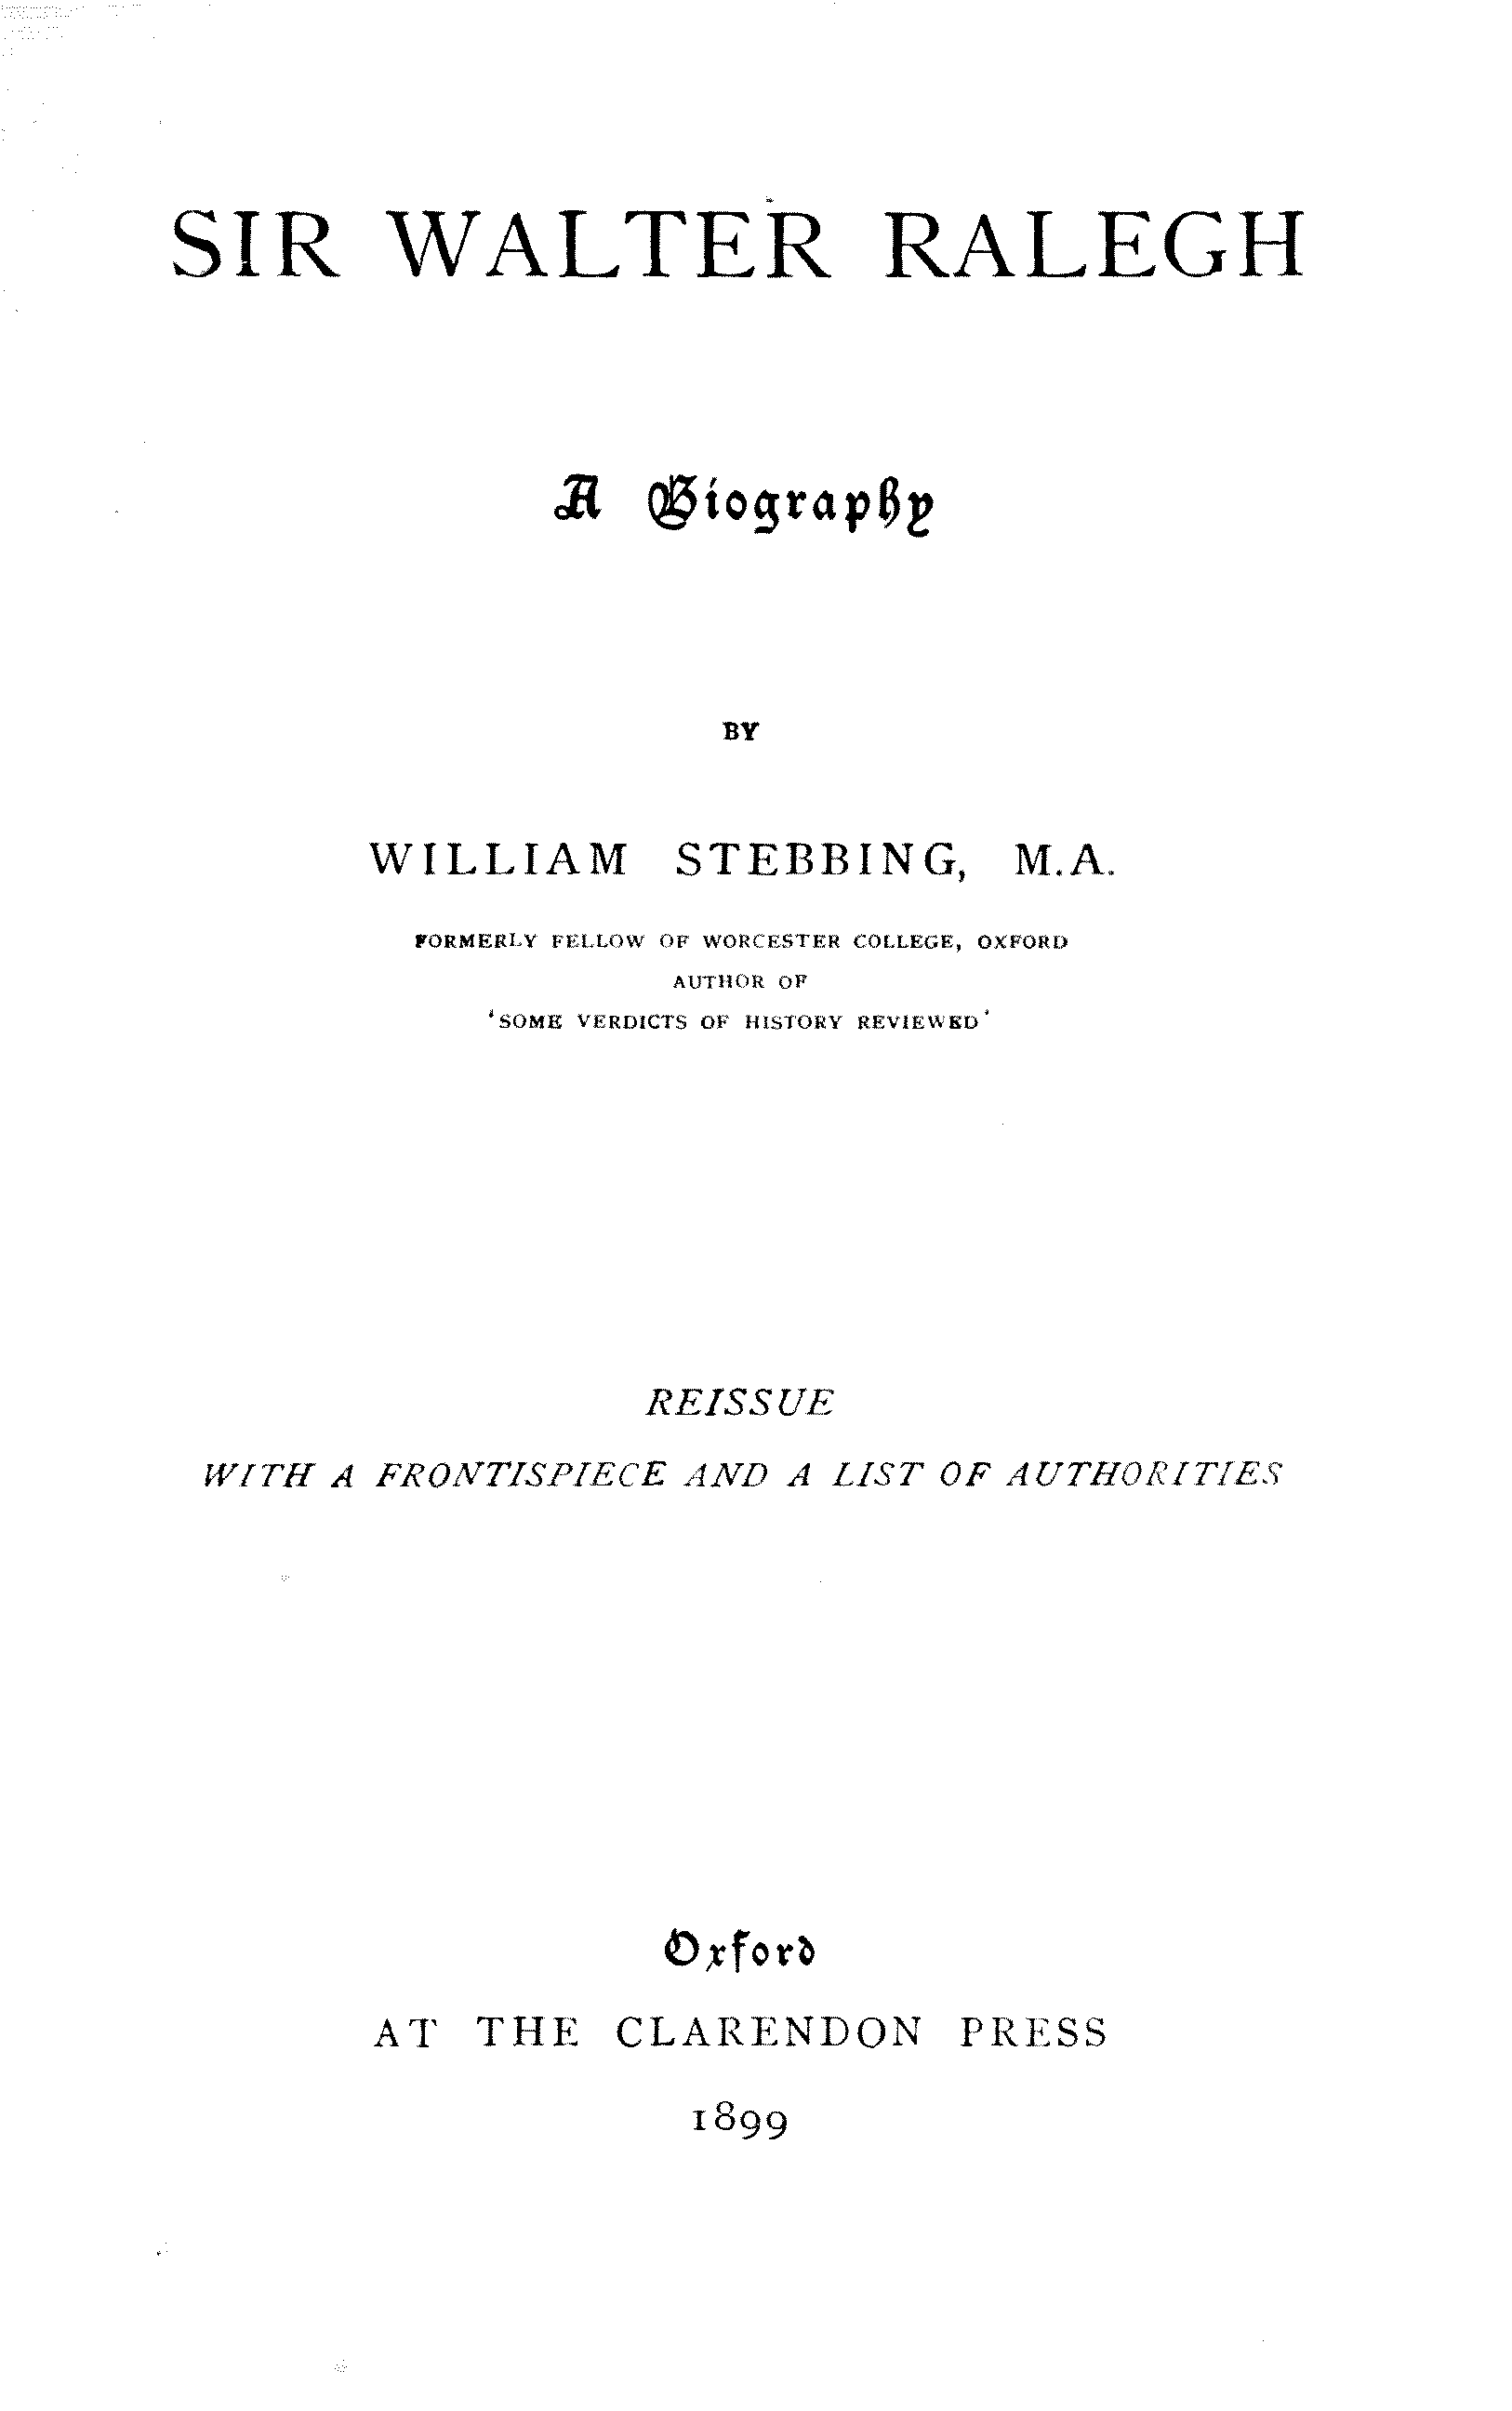 SIR WALTER RALEGH
A Biography
BY
WILLIAM STEBBING, M.A.
FORMERLY FELLOW OF WORCESTER COLLEGE, OXFORD
AUTHOR OF
'SOME VERDICTS OF HISTORY REVIEWED'
REISSUE
WITH A FRONTISPIECE AND A LIST OF AUTHORITIES
Oxford
AT THE CLARENDON PRESS
1899